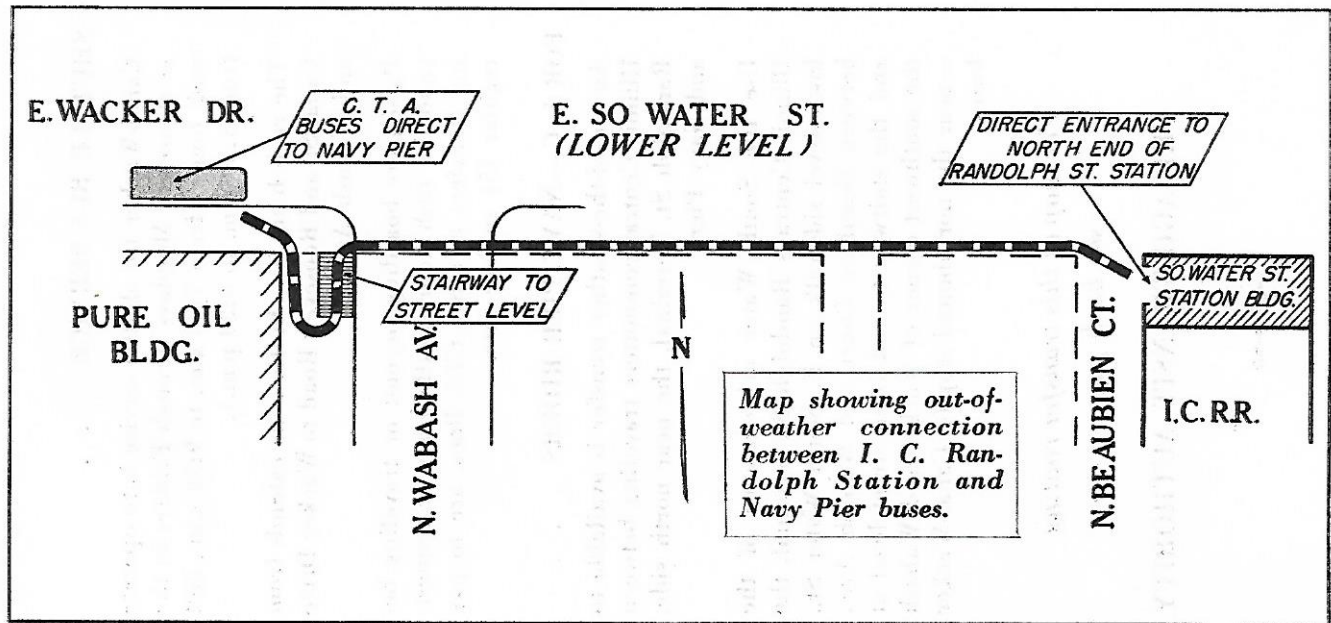 E. WACKER DR.
C. T. A.
BUSES DIRECT
TO NAVY PIER
E. SO WATER ST.
(LOWER LEVEL)
DIRECT ENTRANCE TO
NORTH END OF
RANDOLPH ST. STATION
PURE OIL
BLDG.
STAIRWAY TO
STREET LEVEL
N. WABASH AV.
N
Map showing out-of-
weather connection
between I. C. Ran-
dolph Station and
Navy Pier buses.
N. BEAUBIEN CT.
SO. WATER ST.
STATION BLDG.
I.C.R.R.